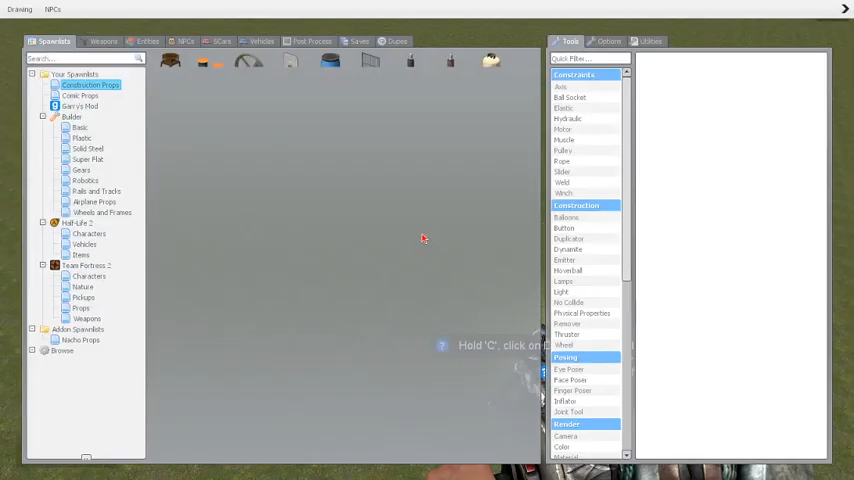 Drawing NPCs
Spawnlists Weapons Entities NPCs SCars Vehicles Post Process Saves Dupes
Search...
Your Spawnlists
Construction Props
Comic Props
Garry's Mod
Builder
Basic
Plastic
Solid Steel
Super Flat
Gears
Robotics
Rails and Tracks
Airplane Props
Wheels and Frames
Half-Life 2
Characters
Vehicles
Items
Team Fortress 2
Characters
Nature
Pickups
Props
Weapons
Addon Spawnlists
Nacho Props
Browse
Hold 'C', click on
Tools Options Utilities
Quick Filter...
Constraints
Axis
Ball Socket
Elastic
Hydraulic
Motor
Muscle
Pulley
Rope
Slider
Weld
Winch
Construction
Balloons
Button
Duplicator
Dynamite
Emitter
Hoverball
Lamps
Light
No Collide
Physical Properties
Remover
Thruster
Wheel
Posing
Eye Poser
Face Poser
Finger Poser
Inflator
Joint Tool
Render
Camera
Color
Material